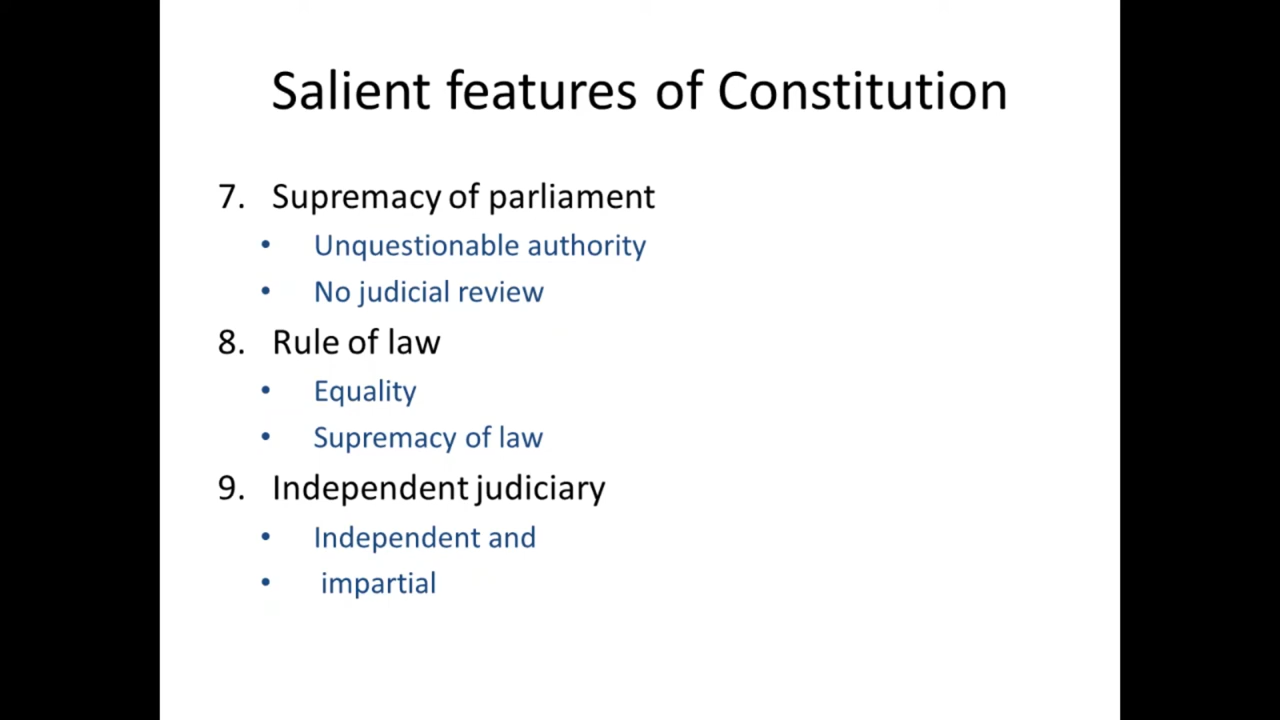 Salient features of Constitution
7. Supremacy of parliament
• Unquestionable authority
• No judicial review
8. Rule of law
• Equality
• Supremacy of law
9. Independent judiciary
• Independent and
• impartial